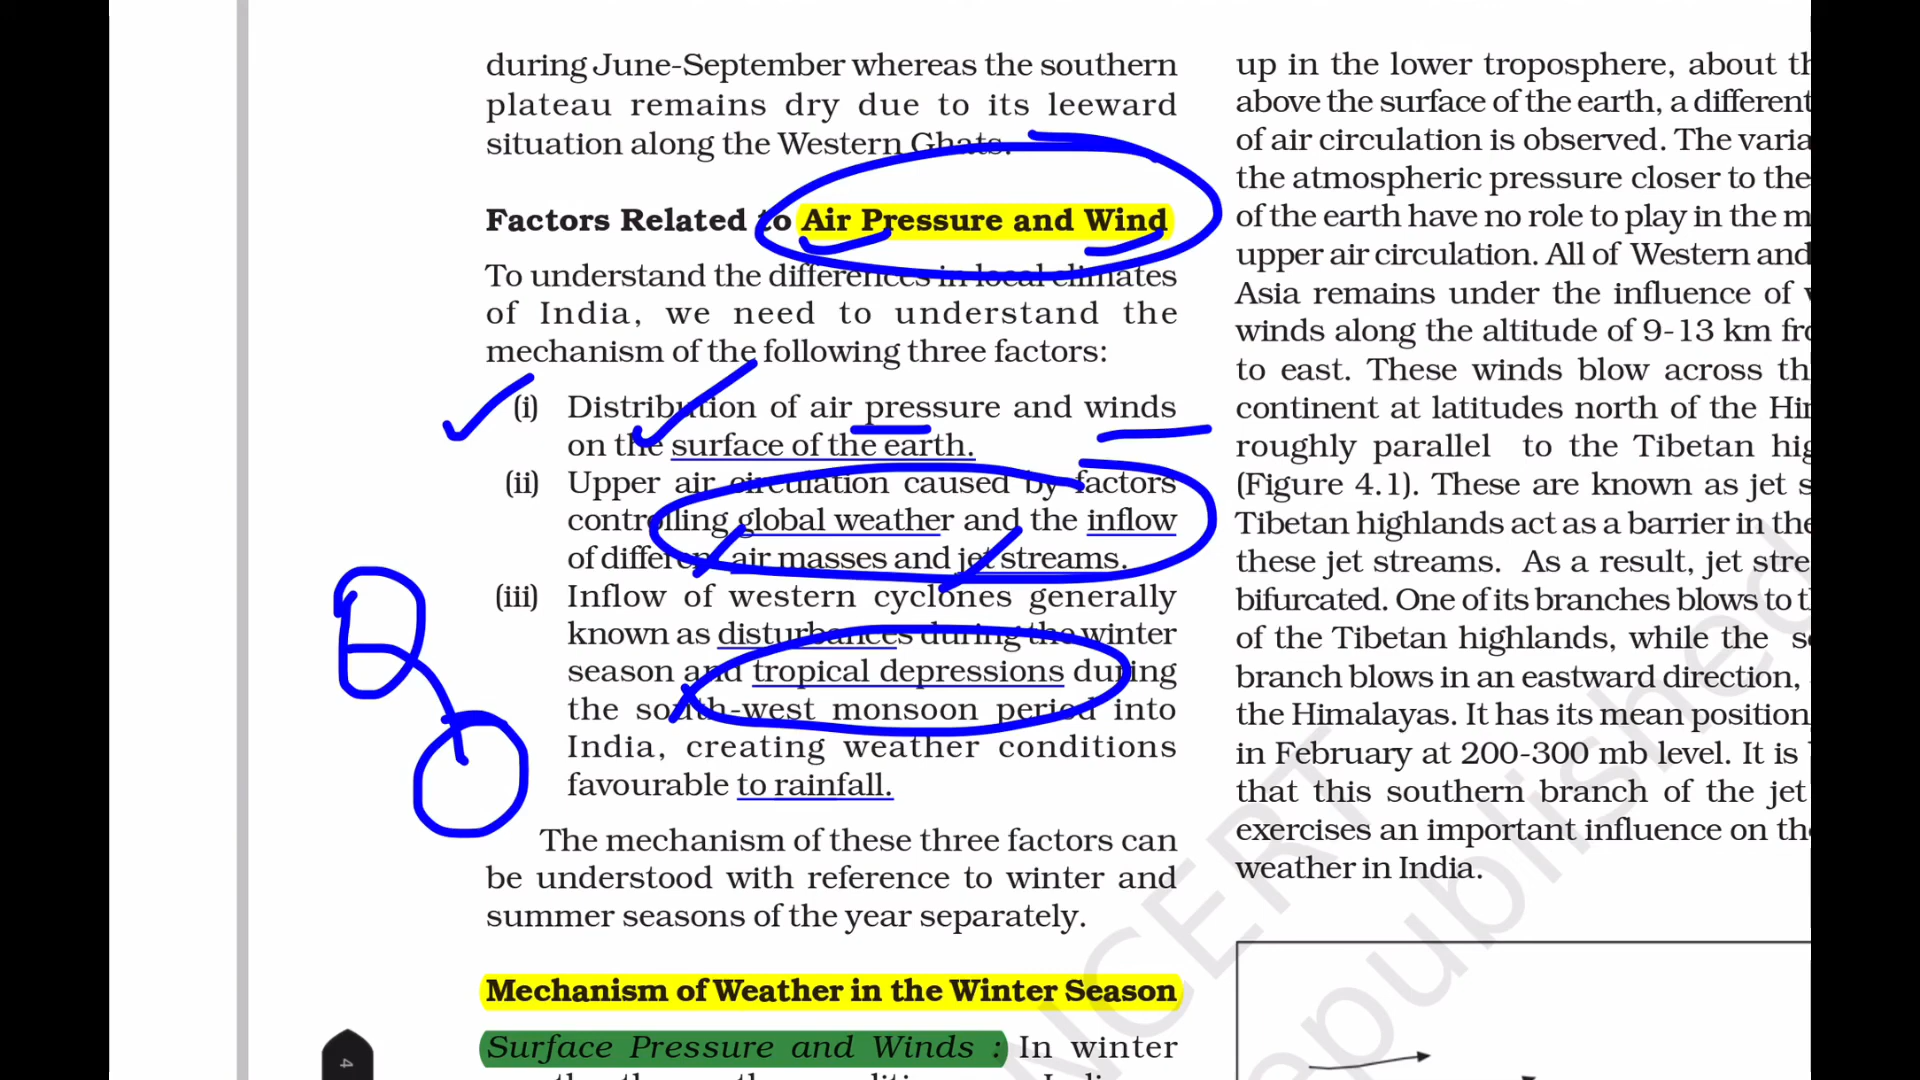 during June-September whereas the southern
plateau remains dry due to its leeward
situation along the Western Ghats.
Factors Related to Air Pressure and Wind
To understand the differences in local climates
of India, we need to understand the
mechanism of the following three factors:
(i) Distribution of air pressure and winds
on the surface of the earth.
(ii) Upper air circulation caused by factors
controlling global weather and the inflow
of different air masses and jet streams.
(iii) Inflow of western cyclones generally
known as disturbances during the winter
season and tropical depressions during
the south-west monsoon period into
India, creating weather conditions
favourable to rainfall.
The mechanism of these three factors can
be understood with reference to winter and
summer seasons of the year separately.
Mechanism of Weather in the Winter Season
Surface Pressure and Winds : In winter
4
up in the lower troposphere, about
above the surface of the earth, a different
of air circulation is observed. The
the atmospheric pressure closer to the
of the earth have no role to play in the
upper air circulation. All of Western and
Asia remains under the influence of
winds along the altitude of 9-13 km
to east. These winds blow across
continent at latitudes north of the
roughly parallel to the Tibetan
(Figure 4.1). These are known as jet
Tibetan highlands act as a barrier in the
these jet streams. As a result, jet
bifurcated. One of its branches blows to
of the Tibetan highlands, while the
branch blows in an eastward direction,
the Himalayas. It has its mean position
in February at 200-300 mb level. It is
that this southern branch of the jet
exercises an important influence on
weather in India.
NCERT
republished